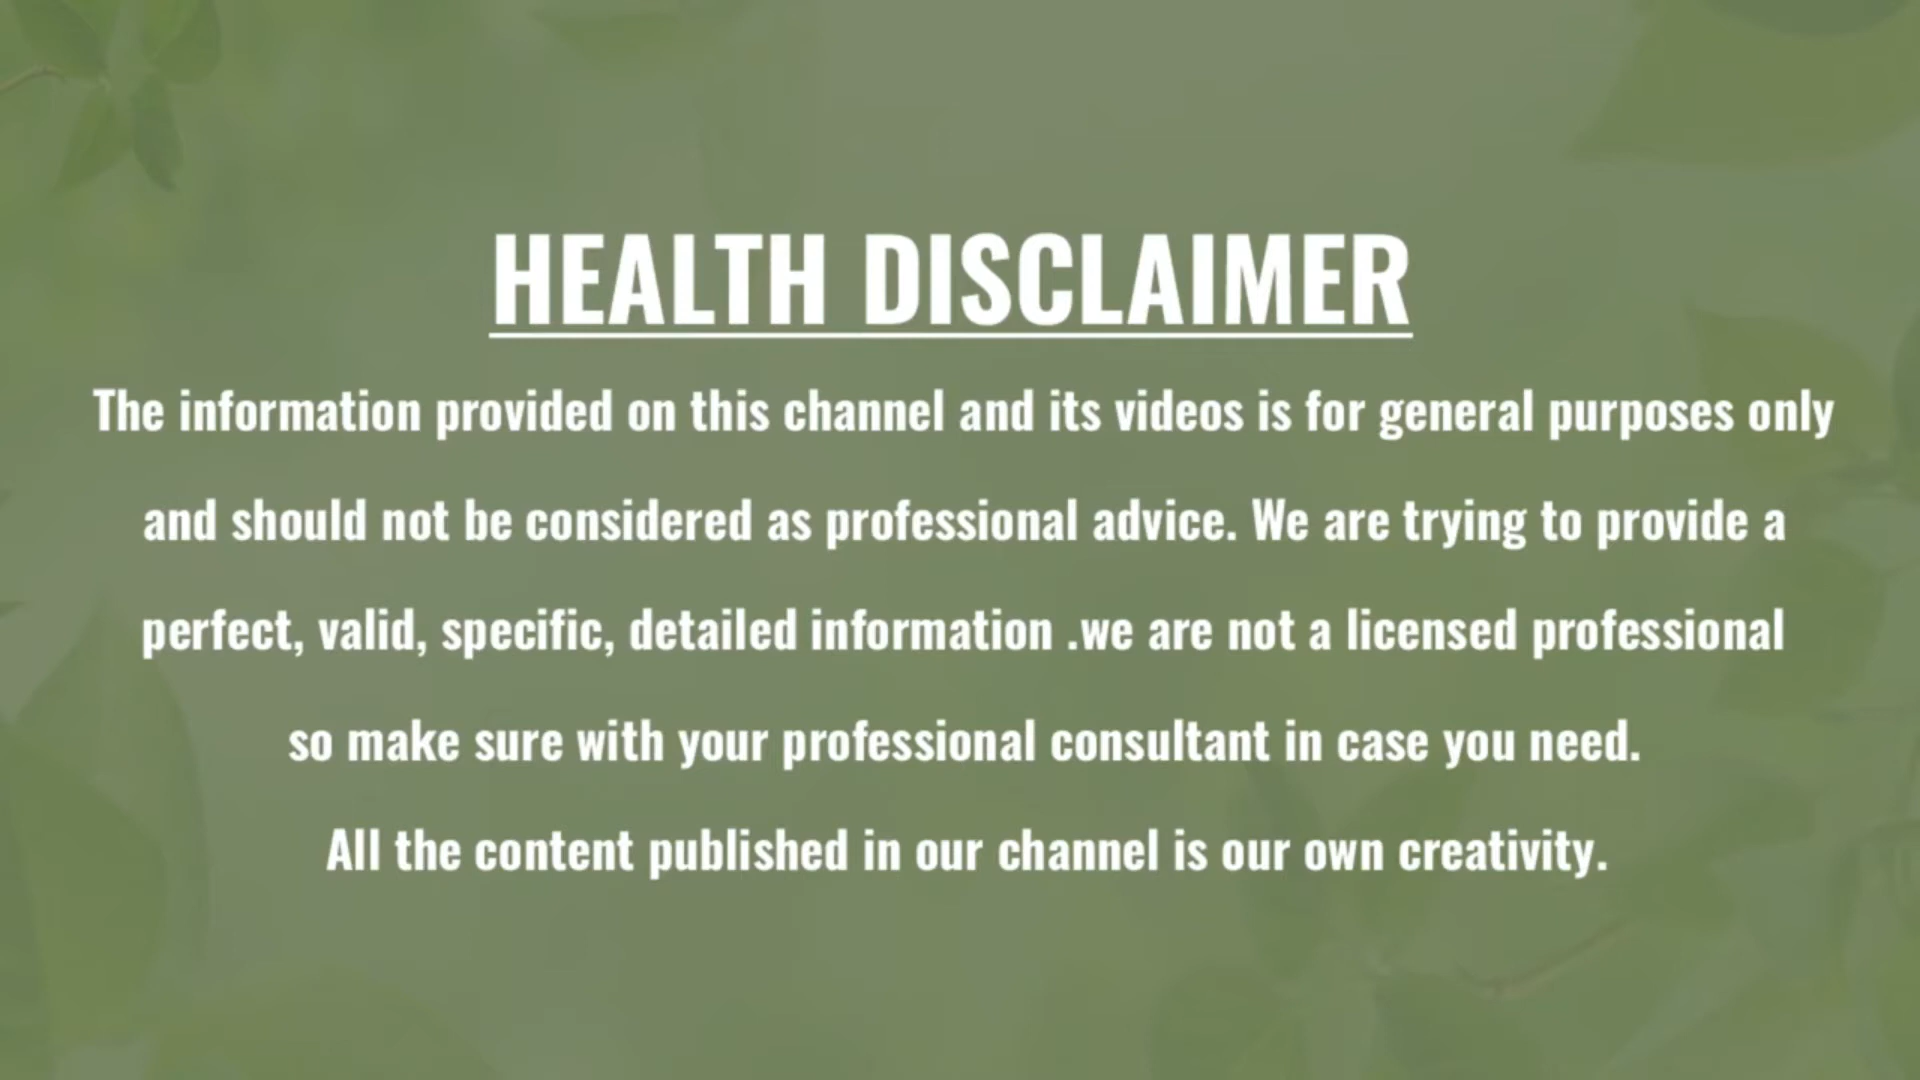 HEALTH DISCLAIMER
The information provided on this channel and its videos is for general purposes only
and should not be considered as professional advice. We are trying to provide a
perfect, valid, specific, detailed information .we are not a licensed professional
so make sure with your professional consultant in case you need.
All the content published in our channel is our own creativity.